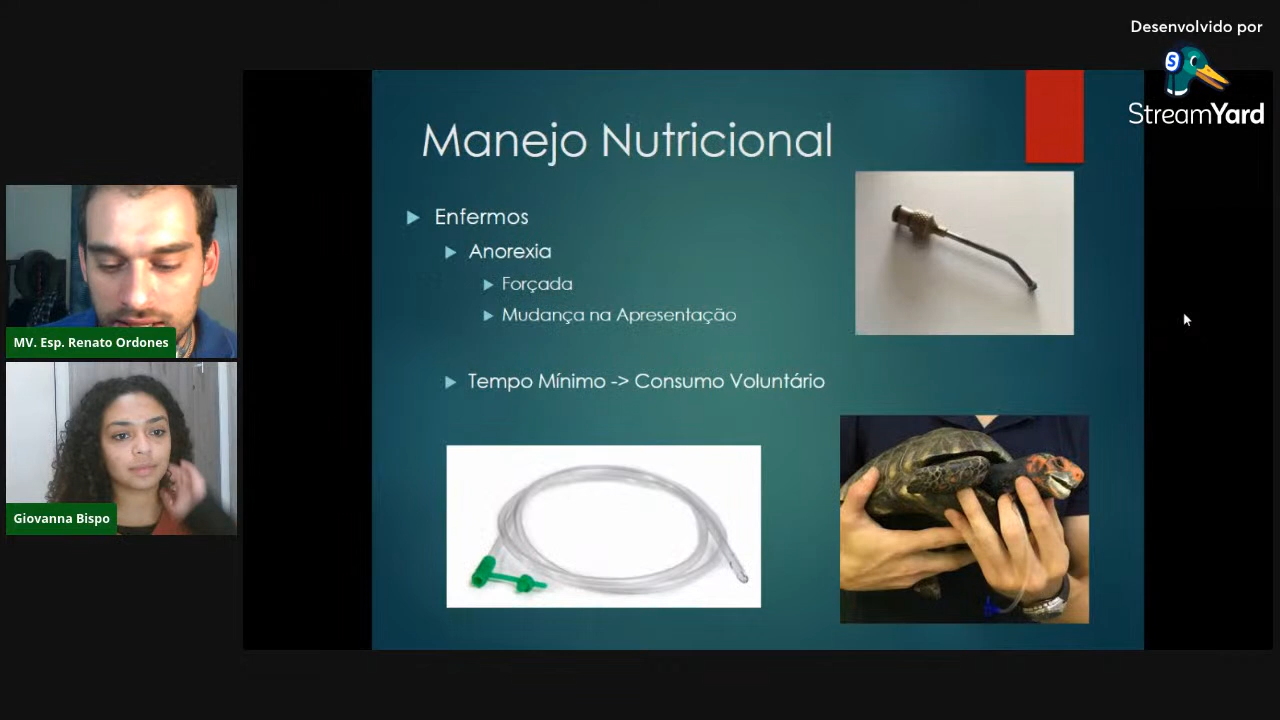 Desenvolvido por
StreamYard
Manejo Nutricional
Enfermos
Anorexia
Forçada
Mudança na Apresentação
Tempo Mínimo -> Consumo Voluntário
MV. Esp. Renato Ordones
Giovanna Bispo